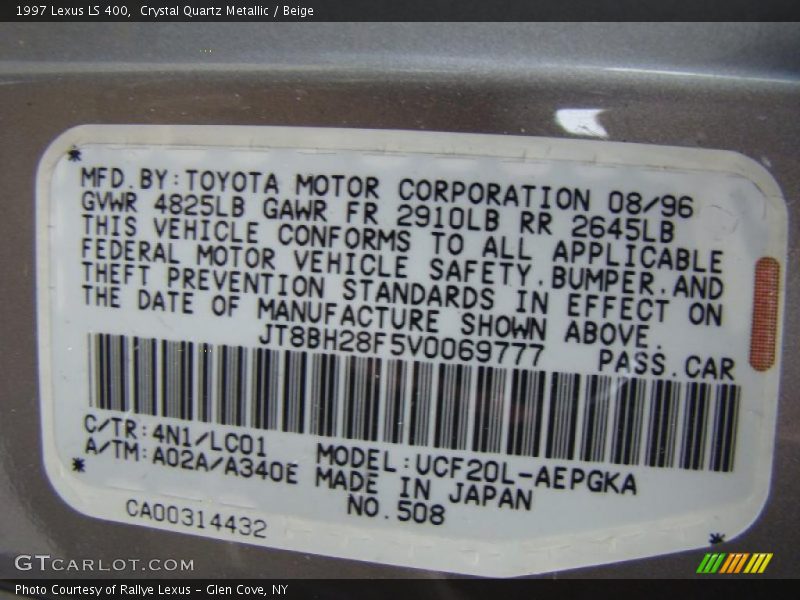 1997 Lexus LS 400,  Crystal Quartz Metallic / Beige
MFD.BY:TOYOTA MOTOR CORPORATION 08/96
GVWR 4825LB GAWR FR 2910LB RR 2645LB
THIS VEHICLE CONFORMS TO ALL APPLICABLE
FEDERAL MOTOR VEHICLE SAFETY.BUMPER.AND
THEFT PREVENTION STANDARDS IN EFFECT ON
THE DATE OF MANUFACTURE SHOWN ABOVE.
JT8BH28F5V0069777 PASS.CAR
C/TR:4N1/LC01
A/TM:A02A/A340E
MODEL:UCF20L-AEPGKA
MADE IN JAPAN
NO.508
CA00314432
GTCARLOT.COM
Photo Courtesy of Rallye Lexus - Glen Cove, NY